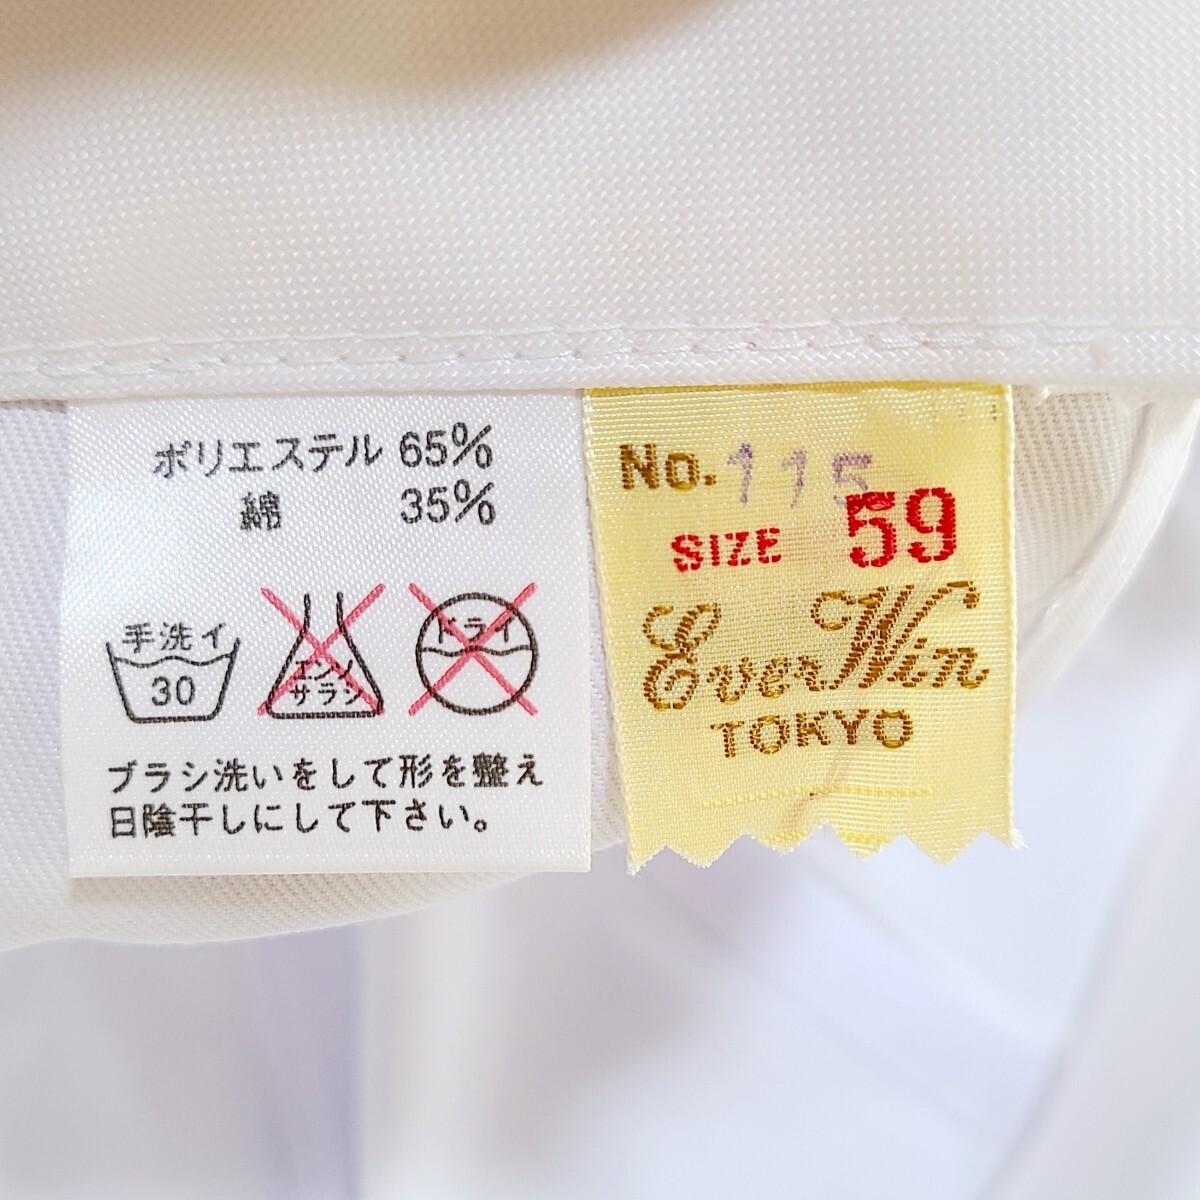 ポリエステル 65%
綿 35%
手洗イ
30
エンソ
サラシ
ドライ
ブラシ洗いをして形を整え
日陰干しにして下さい。
No. 115
SIZE 59
Ever Win
TOKYO